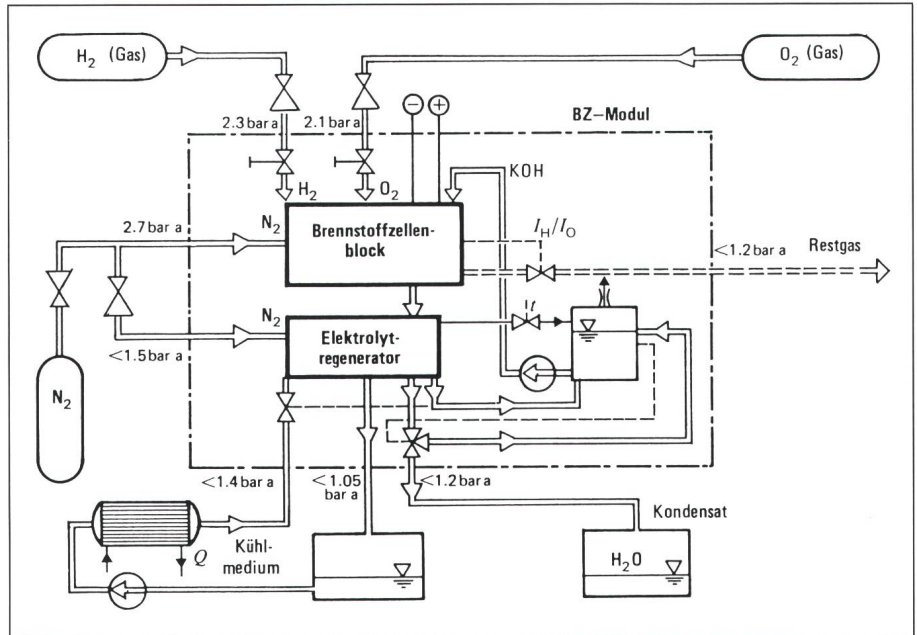 H₂ (Gas)
O₂ (Gas)
2.3 bar a
2.1 bar a
− +
BZ–Modul
H₂
O₂
KOH
2.7 bar a
N₂
Brennstoffzellen-
block
I_H/I_O
<1.2 bar a
Restgas
N₂
Elektrolyt-
regenerator
t
<1.5 bar a
N₂
<1.4 bar a
<1.05
bar a
<1.2 bar a
Kondensat
Q
Kühl-
medium
H₂O